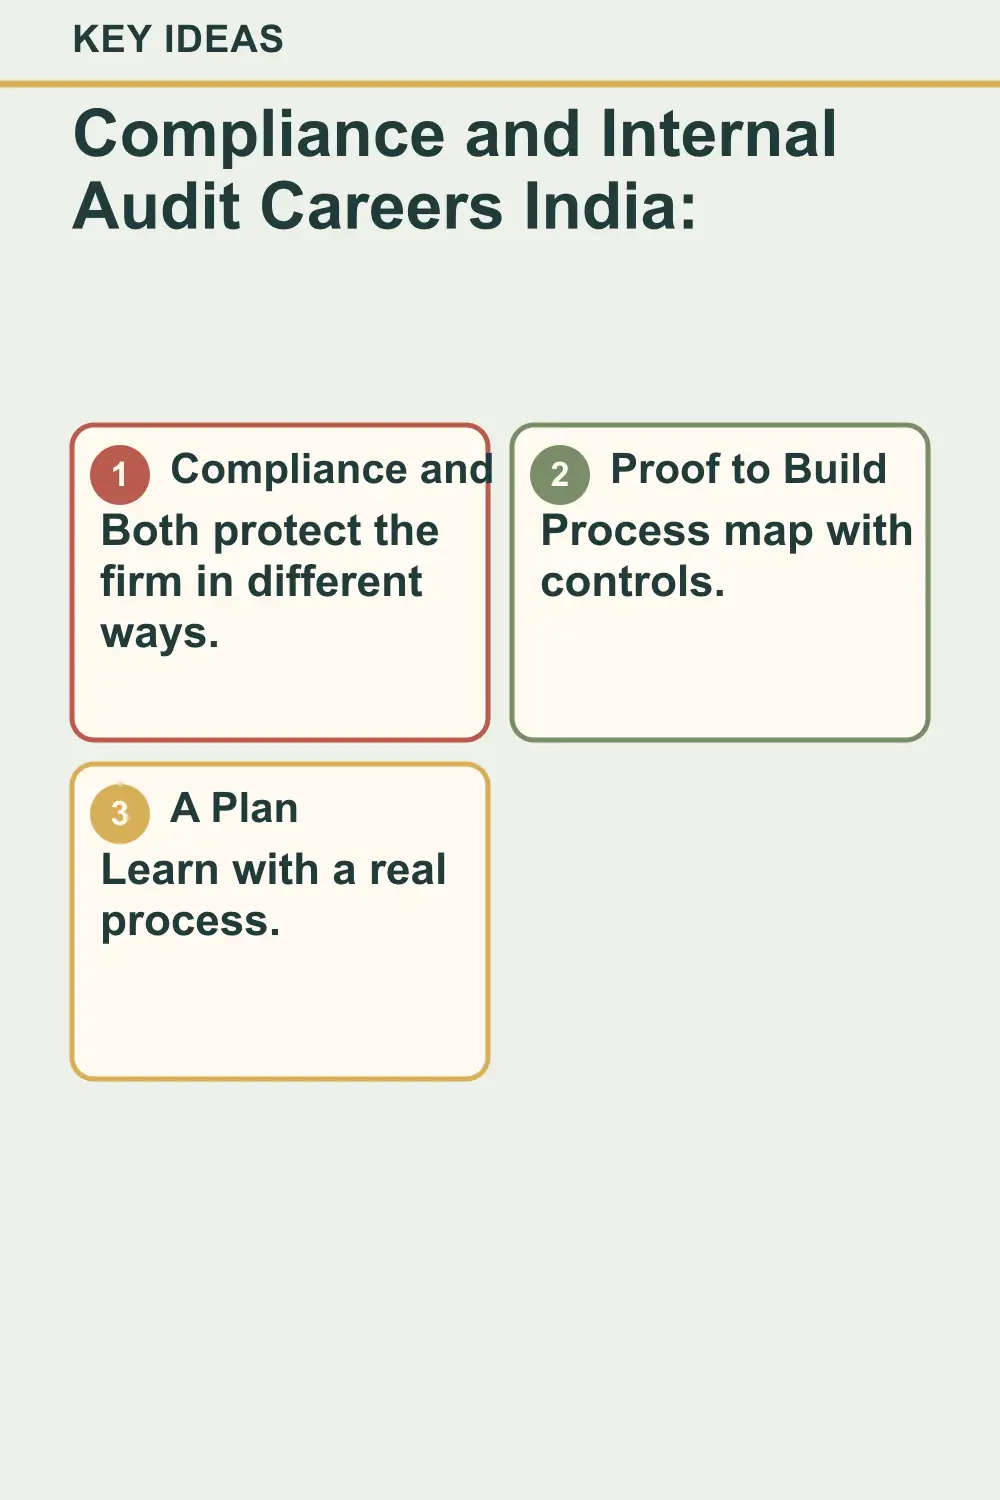 KEY IDEAS
Compliance and Internal
Audit Careers India:
1 Compliance and
Both protect the
firm in different
ways.
2 Proof to Build
Process map with
controls.
3 A Plan
Learn with a real
process.